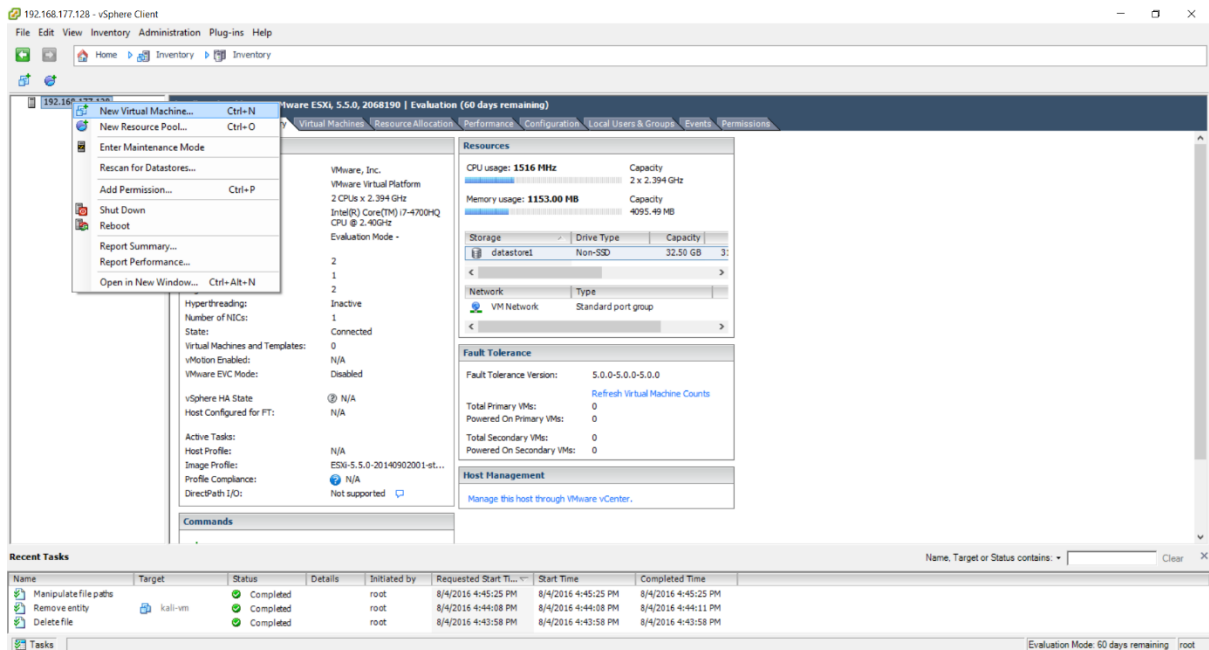 192.168.177.128 - vSphere Client
File Edit View Inventory Administration Plug-ins Help
Home Inventory Inventory
192.168.177.128
Mware ESXi, 5.5.0, 2068190 | Evaluation (60 days remaining)
y Virtual Machines Resource Allocation Performance Configuration Local Users & Groups Events Permissions
New Virtual Machine... Ctrl+N
New Resource Pool... Ctrl+O
Enter Maintenance Mode
Rescan for Datastores...
Add Permission... Ctrl+P
Shut Down
Reboot
Report Summary...
Report Performance...
Open in New Window... Ctrl+Alt+N
VMware, Inc.
VMware Virtual Platform
2 CPUs x 2.394 GHz
Intel(R) Core(TM) i7-4700HQ
CPU @ 2.40GHz
Evaluation Mode -
2
1
2
Hyperthreading: Inactive
Number of NICs: 1
State: Connected
Virtual Machines and Templates: 0
vMotion Enabled: N/A
VMware EVC Mode: Disabled
vSphere HA State N/A
Host Configured for FT: N/A
Active Tasks:
Host Profile: N/A
Image Profile: ESXi-5.5.0-20140902001-st...
Profile Compliance: N/A
DirectPath I/O: Not supported
Commands
Resources
CPU usage: 1516 MHz Capacity
2 x 2.394 GHz
Memory usage: 1153.00 MB Capacity
4095.49 MB
Storage Drive Type Capacity
datastore1 Non-SSD 32.50 GB 3:
Network Type
VM Network Standard port group
Fault Tolerance
Fault Tolerance Version: 5.0.0-5.0.0-5.0.0
Refresh Virtual Machine Counts
Total Primary VMs: 0
Powered On Primary VMs: 0
Total Secondary VMs: 0
Powered On Secondary VMs: 0
Host Management
Manage this host through VMware vCenter.
Recent Tasks
Name, Target or Status contains: Clear
Name Target Status Details Initiated by Requested Start Ti... Start Time Completed Time
Manipulate file paths Completed root 8/4/2016 4:45:25 PM 8/4/2016 4:45:25 PM 8/4/2016 4:45:25 PM
Remove entity kali-vm Completed root 8/4/2016 4:44:08 PM 8/4/2016 4:44:08 PM 8/4/2016 4:44:11 PM
Delete file Completed root 8/4/2016 4:43:58 PM 8/4/2016 4:43:58 PM 8/4/2016 4:43:58 PM
Tasks
Evaluation Mode: 60 days remaining root